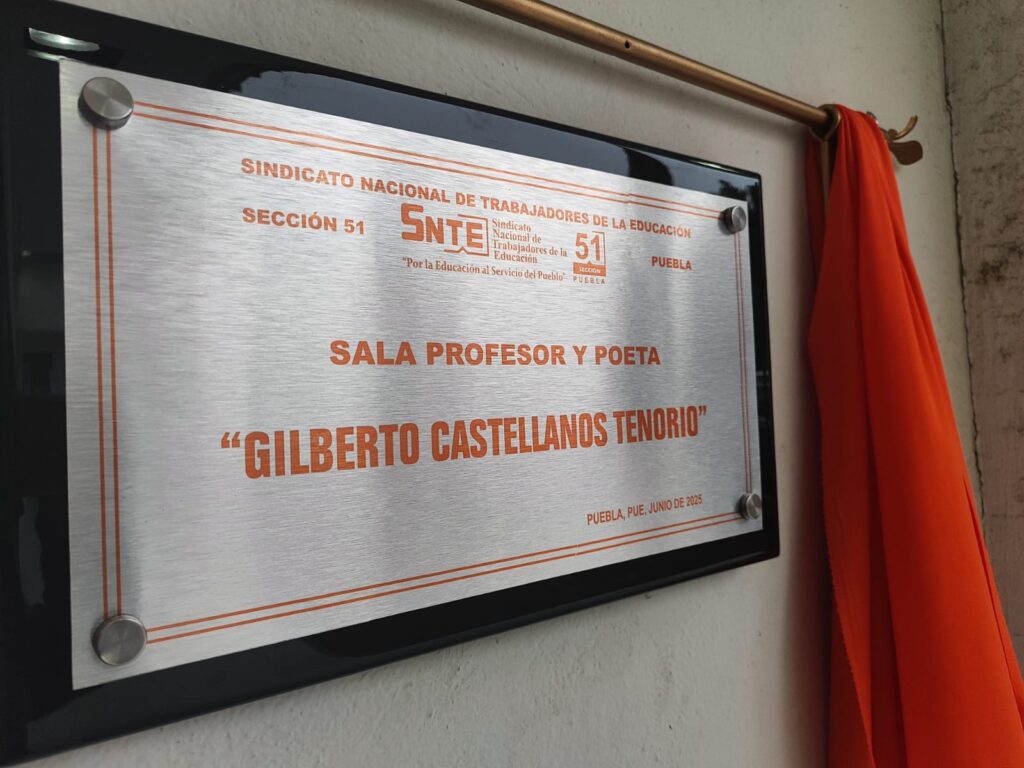 SINDICATO NACIONAL DE TRABAJADORES DE LA EDUCACIÓN
SECCIÓN 51
SNTE
Sindicato
Nacional de
Trabajadores de la
Educación
"Por la Educación al Servicio del Pueblo"
51
SECCIÓN
PUEBLA
PUEBLA
SALA PROFESOR Y POETA
“GILBERTO CASTELLANOS TENORIO”
PUEBLA, PUE. JUNIO DE 2025